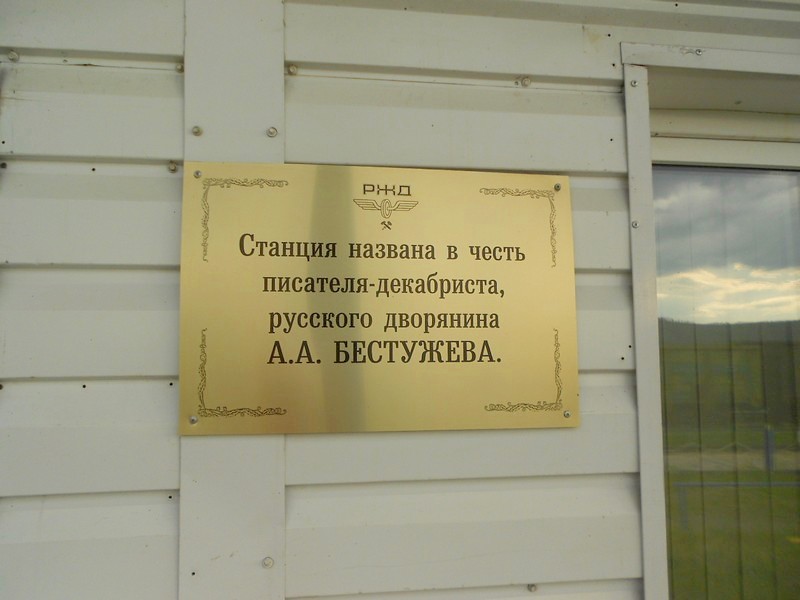 РЖД
Станция названа в честь
писателя-декабриста,
русского дворянина
А.А. БЕСТУЖЕВА.